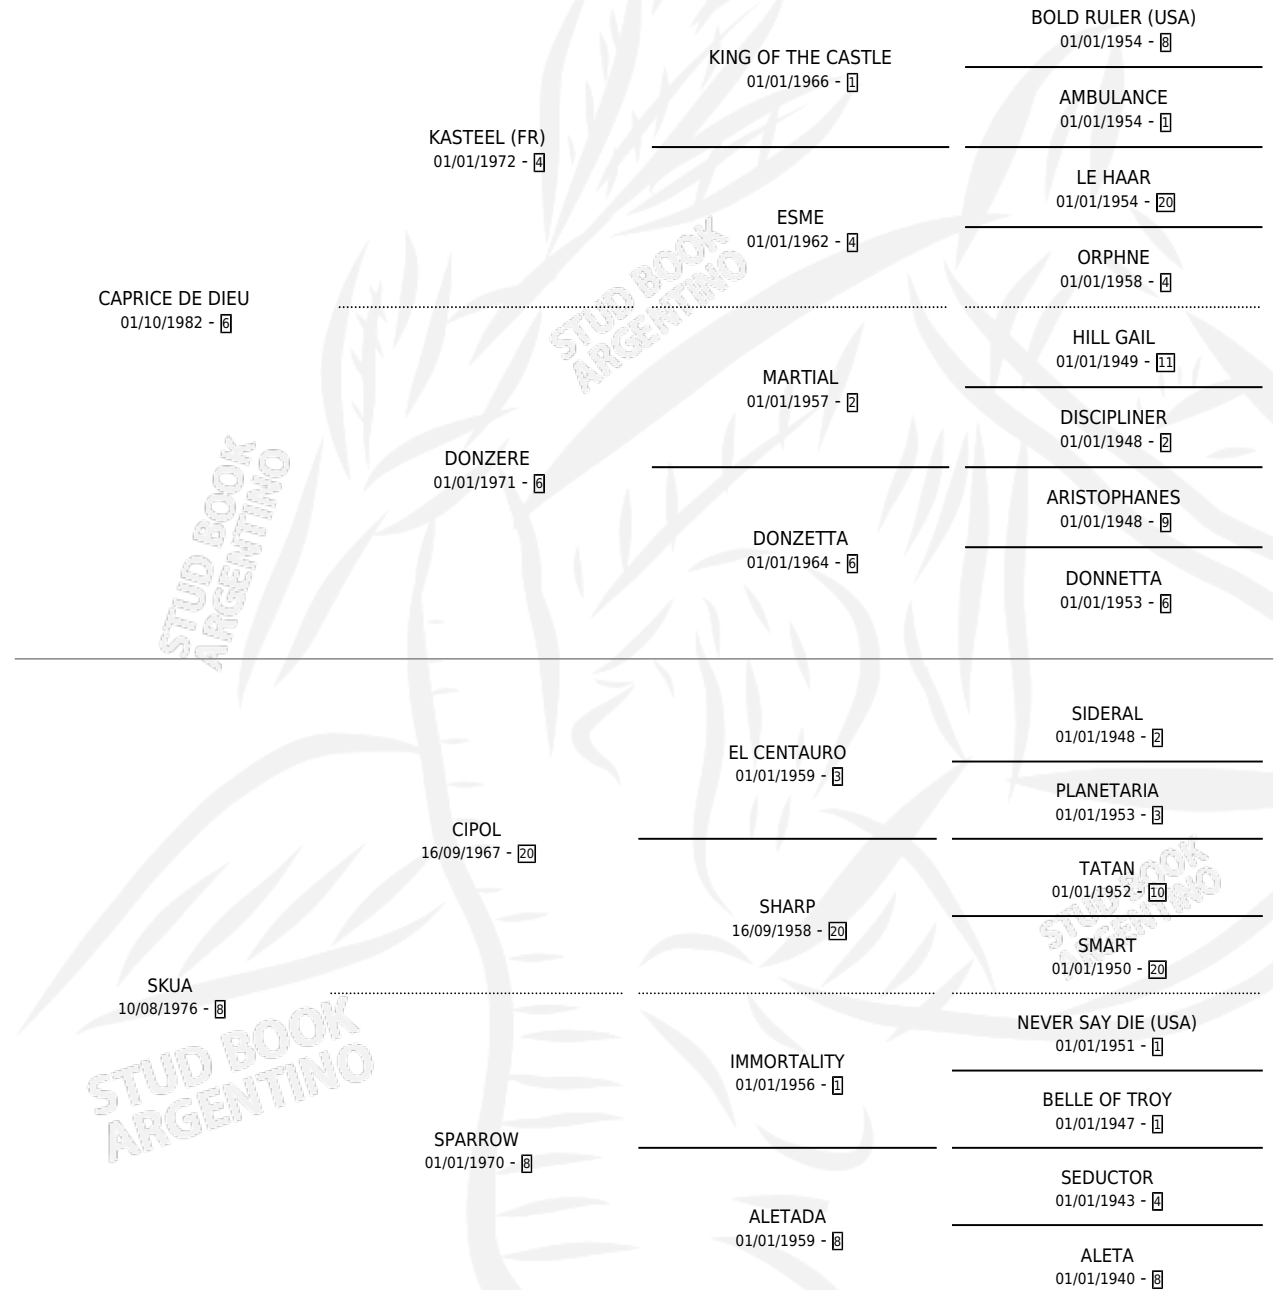 BOLD RULER (USA)
01/01/1954 - 8
KING OF THE CASTLE
01/01/1966 - 1
AMBULANCE
01/01/1954 - 1
KASTEEL (FR)
01/01/1972 - 4
LE HAAR
01/01/1954 - 20
ESME
01/01/1962 - 4
ORPHNE
01/01/1958 - 4
CAPRICE DE DIEU
01/10/1982 - 6
HILL GAIL
01/01/1949 - 11
MARTIAL
01/01/1957 - 2
DISCIPLINER
01/01/1948 - 2
DONZERE
01/01/1971 - 6
ARISTOPHANES
01/01/1948 - 9
DONZETTA
01/01/1964 - 6
DONNETTA
01/01/1953 - 6
SIDERAL
01/01/1948 - 2
EL CENTAURO
01/01/1959 - 3
PLANETARIA
01/01/1953 - 3
CIPOL
16/09/1967 - 20
TATAN
01/01/1952 - 10
SHARP
16/09/1958 - 20
SMART
01/01/1950 - 20
SKUA
10/08/1976 - 8
NEVER SAY DIE (USA)
01/01/1951 - 1
IMMORTALITY
01/01/1956 - 1
BELLE OF TROY
01/01/1947 - 1
SPARROW
01/01/1970 - 8
SEDUCTOR
01/01/1943 - 4
ALETADA
01/01/1959 - 8
ALETA
01/01/1940 - 8
STUD BOOK
ARGENTINO
STUD BOOK
ARGENTINO
STUD BOOK
ARGENTINO
STUD BOOK
ARGENTINO